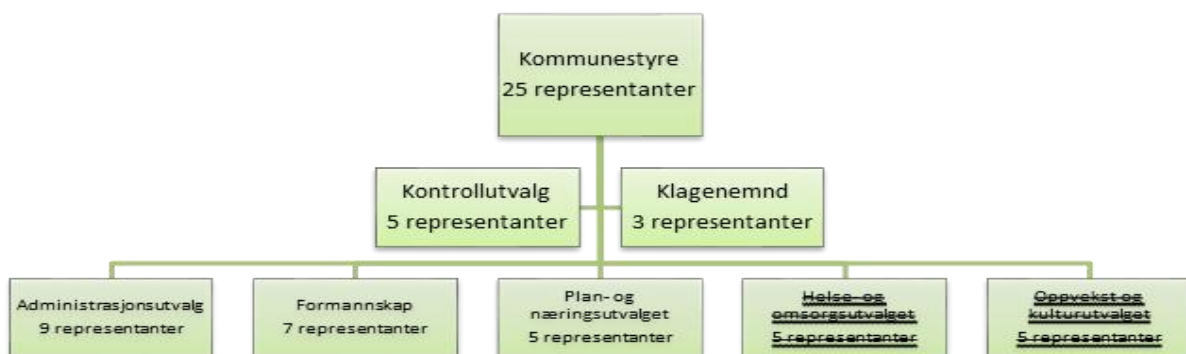 Kommunestyre
25 representanter
Kontrollutvalg
5 representanter
Klagenemnd
3 representanter
Administrasjonsutvalg
9 representanter
Formannskap
7 representanter
Plan- og
næringsutvalget
5 representanter
Helse- og
omsorgsutvalget
5 representanter
Oppvekst og
kulturutvalget
5 representanter